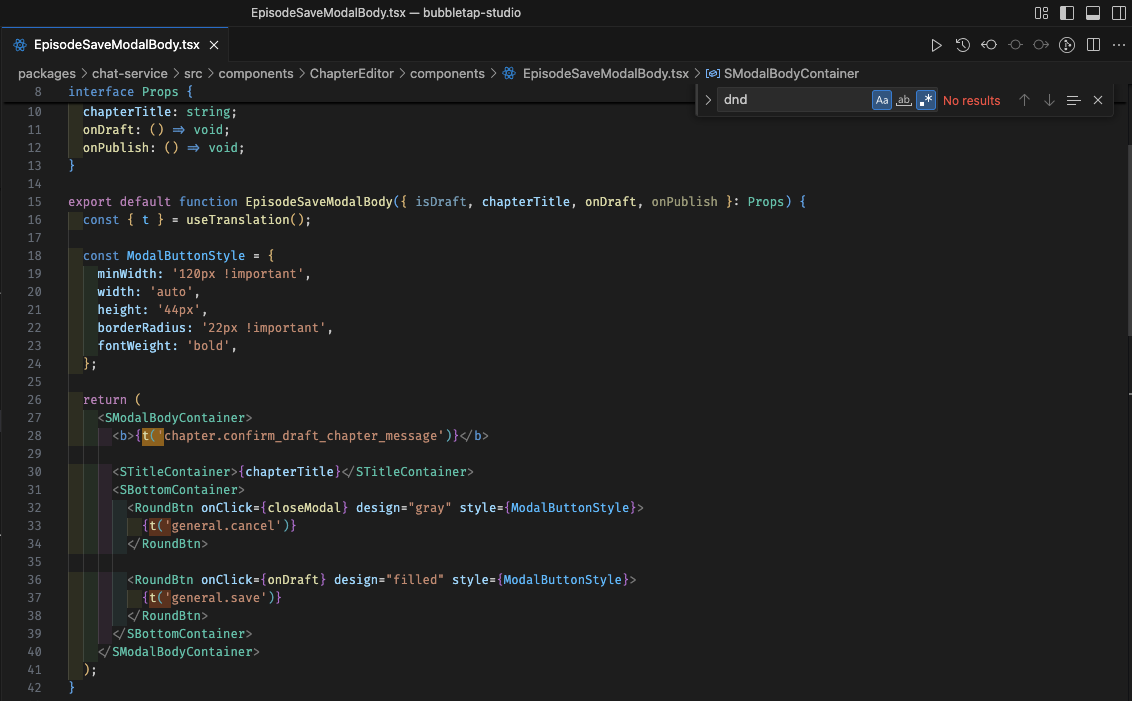 EpisodeSaveModalBody.tsx — bubbletap-studio
EpisodeSaveModalBody.tsx
packages > chat-service > src > components > ChapterEditor > components > EpisodeSaveModalBody.tsx > SModalBodyContainer
dnd Aa ab .* No results
8 interface Props {
10 chapterTitle: string;
11 onDraft: () => void;
12 onPublish: () => void;
13 }
14
15 export default function EpisodeSaveModalBody({ isDraft, chapterTitle, onDraft, onPublish }: Props) {
16 const { t } = useTranslation();
17
18 const ModalButtonStyle = {
19 minWidth: '120px !important',
20 width: 'auto',
21 height: '44px',
22 borderRadius: '22px !important',
23 fontWeight: 'bold',
24 };
25
26 return (
27 <SModalBodyContainer>
28 <b>{t('chapter.confirm_draft_chapter_message')}</b>
29
30 <STitleContainer>{chapterTitle}</STitleContainer>
31 <SBottomContainer>
32 <RoundBtn onClick={closeModal} design="gray" style={ModalButtonStyle}>
33 {t('general.cancel')}
34 </RoundBtn>
35
36 <RoundBtn onClick={onDraft} design="filled" style={ModalButtonStyle}>
37 {t('general.save')}
38 </RoundBtn>
39 </SBottomContainer>
40 </SModalBodyContainer>
41 );
42 }